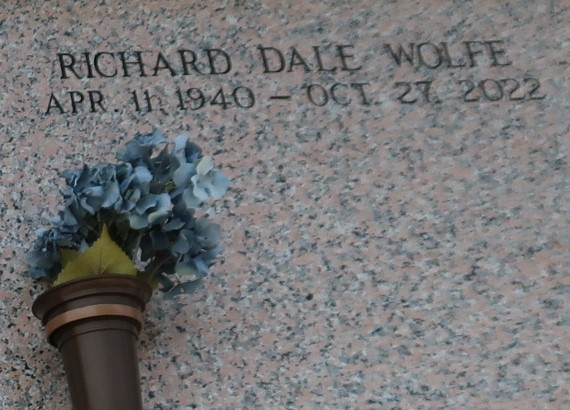 RICHARD DALE WOLFE
APR. 11, 1940 – OCT. 27, 2022